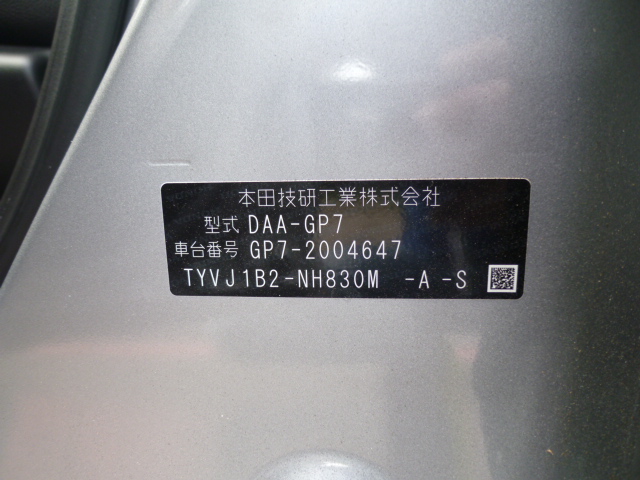 本田技研工業株式会社
型式 DAA-GP7
車台番号 GP7-2004647
TYVJ1B2-NH830M -A -S